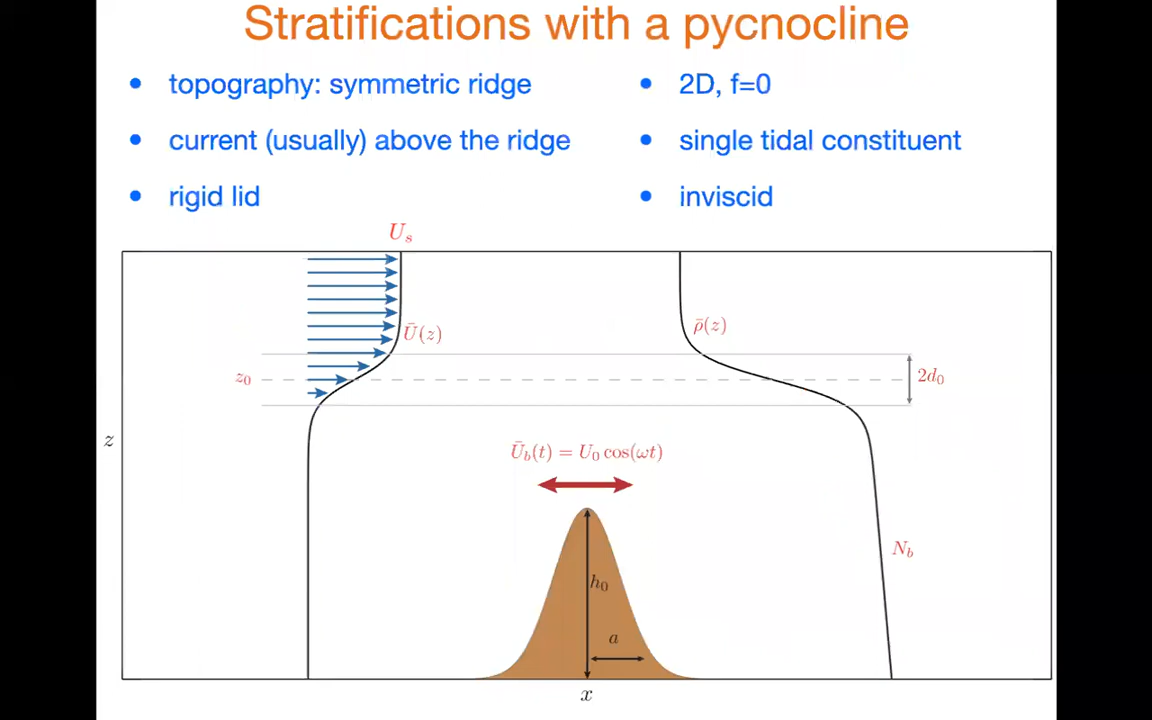 Stratifications with a pycnocline
• topography: symmetric ridge
• current (usually) above the ridge
• rigid lid
• 2D, f=0
• single tidal constituent
• inviscid
U_s
Ū(z)
ρ̄(z)
z_0
2d_0
z
Ū_b(t) = U_0 cos(ωt)
N_b
h_0
a
x